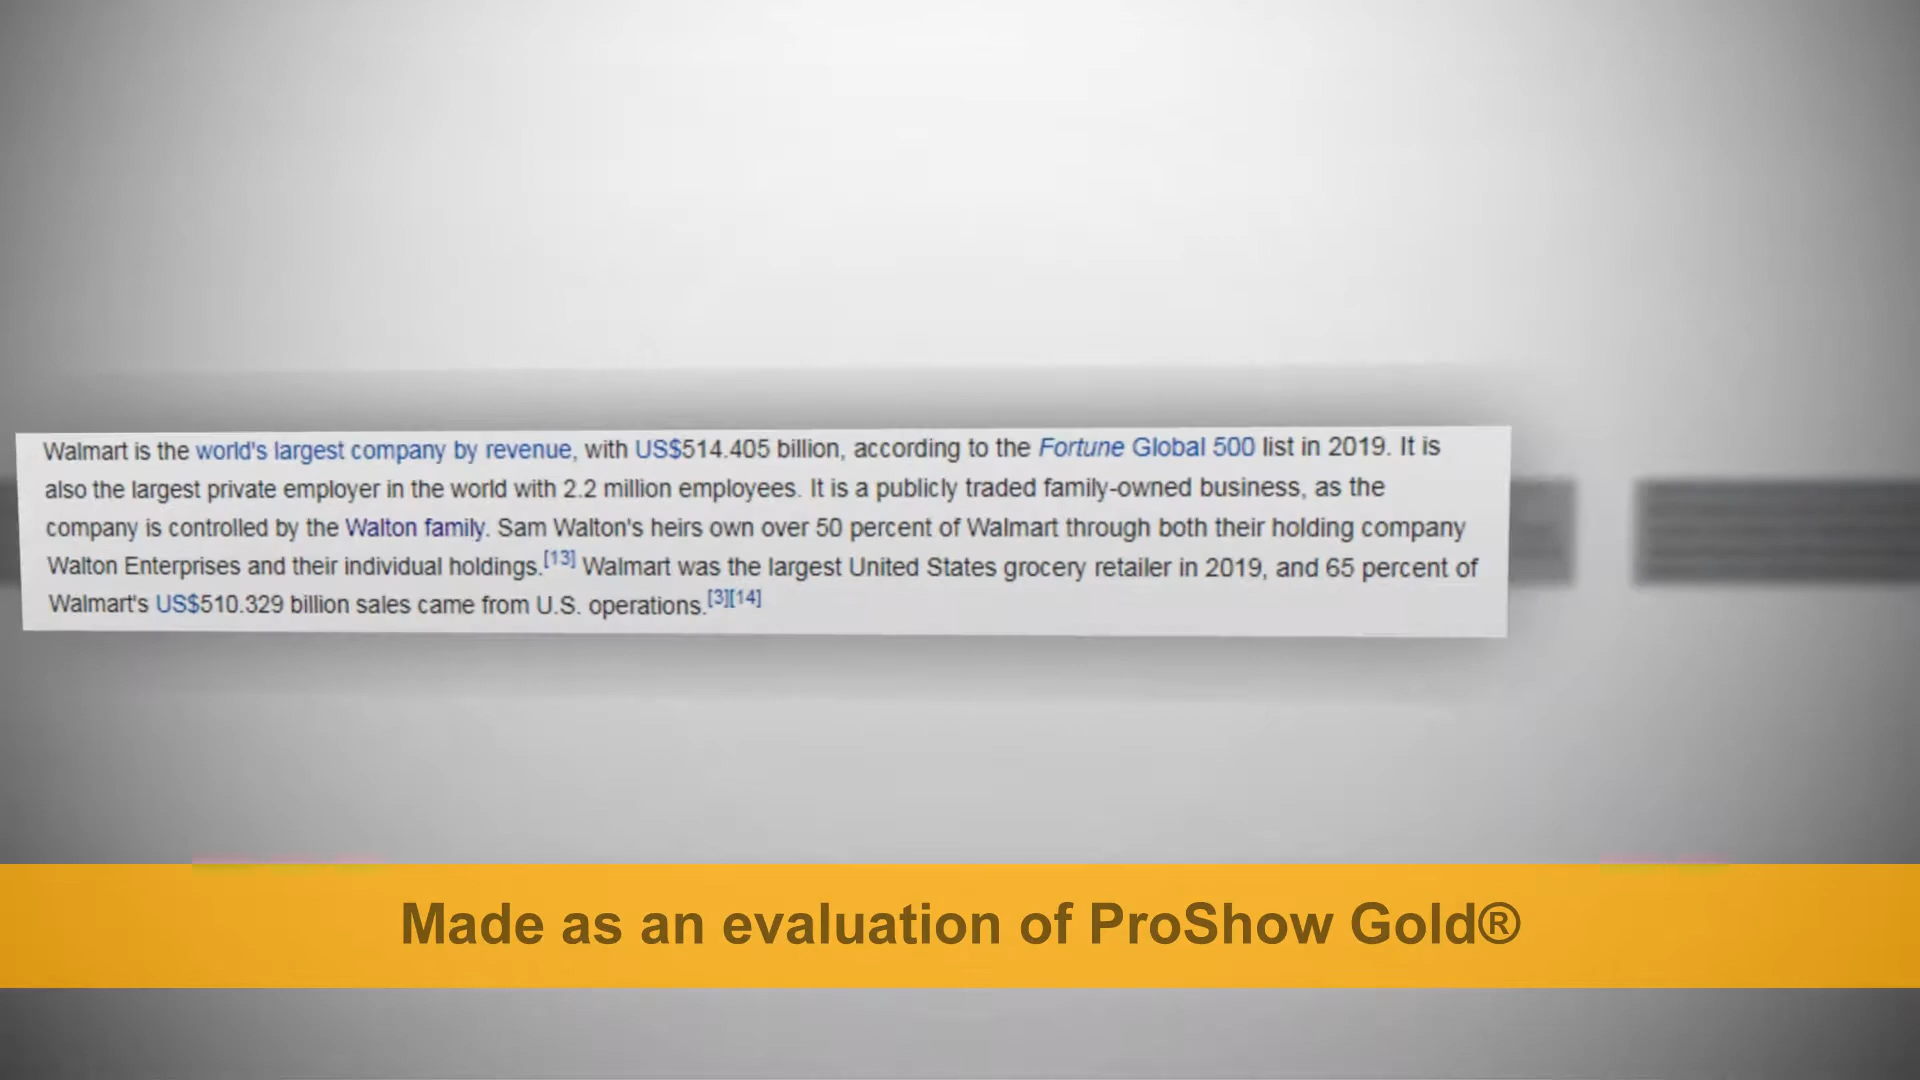 Walmart is the world's largest company by revenue, with US$514.405 billion, according to the Fortune Global 500 list in 2019. It is
also the largest private employer in the world with 2.2 million employees. It is a publicly traded family-owned business, as the
company is controlled by the Walton family. Sam Walton's heirs own over 50 percent of Walmart through both their holding company
Walton Enterprises and their individual holdings.[13] Walmart was the largest United States grocery retailer in 2019, and 65 percent of
Walmart's US$510.329 billion sales came from U.S. operations.[3][14]
Made as an evaluation of ProShow Gold®